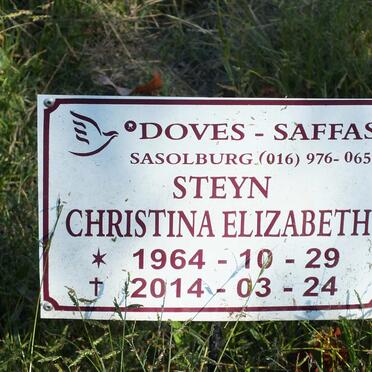 ®DOVES - SAFFAS
SASOLBURG (016) 976- 065
STEYN
CHRISTINA ELIZABETH
* 1964 - 10 - 29
✝ 2014 - 03 - 24